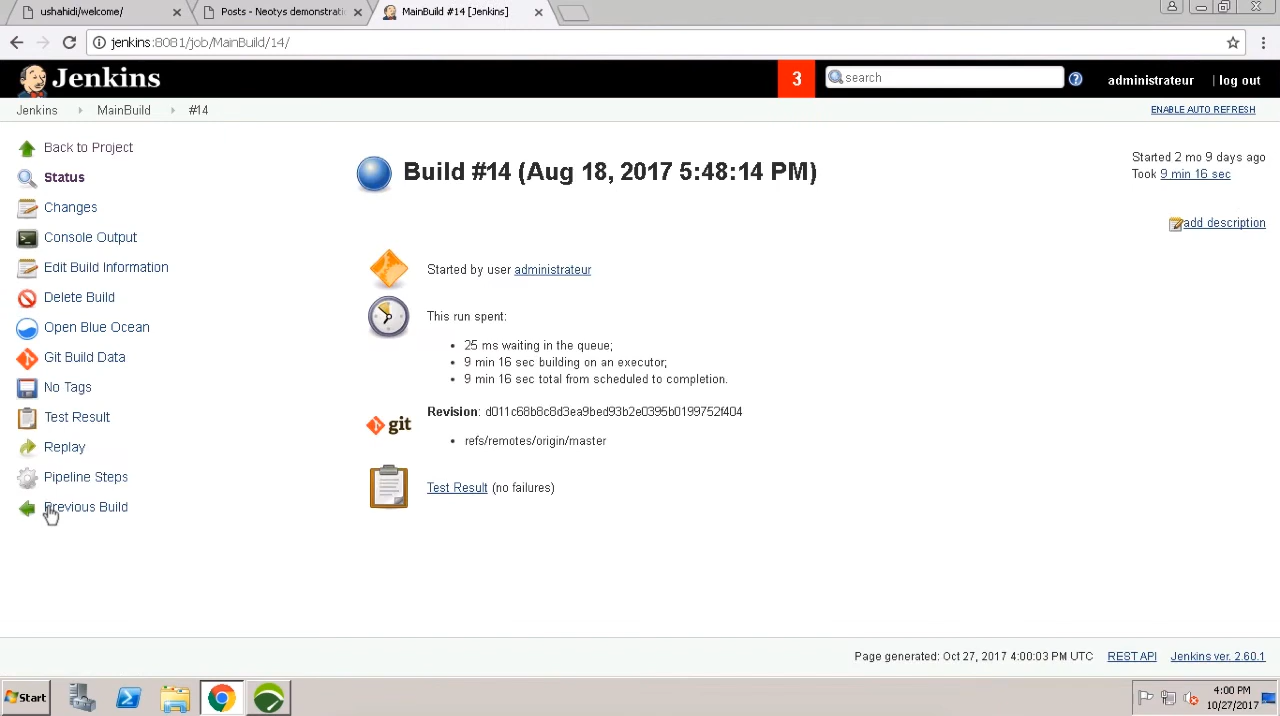 ushahidi/welcome/
Posts - Neotys demonstrati
MainBuild #14 [Jenkins]
jenkins:8081/job/MainBuild/14/
Jenkins
3
search
?
administrateur
| log out
Jenkins
MainBuild
#14
ENABLE AUTO REFRESH
Back to Project
Status
Changes
Console Output
Edit Build Information
Delete Build
Open Blue Ocean
Git Build Data
No Tags
Test Result
Replay
Pipeline Steps
Previous Build
Build #14 (Aug 18, 2017 5:48:14 PM)
Started 2 mo 9 days ago
Took 9 min 16 sec
add description
Started by user administrateur
This run spent:
25 ms waiting in the queue;
9 min 16 sec building on an executor;
9 min 16 sec total from scheduled to completion.
git
Revision: d011c68b8c8d3ea9bed93b2e0395b0199752f404
refs/remotes/origin/master
Test Result (no failures)
Page generated: Oct 27, 2017 4:00:03 PM UTC
REST API
Jenkins ver. 2.60.1
Start
4:00 PM
10/27/2017